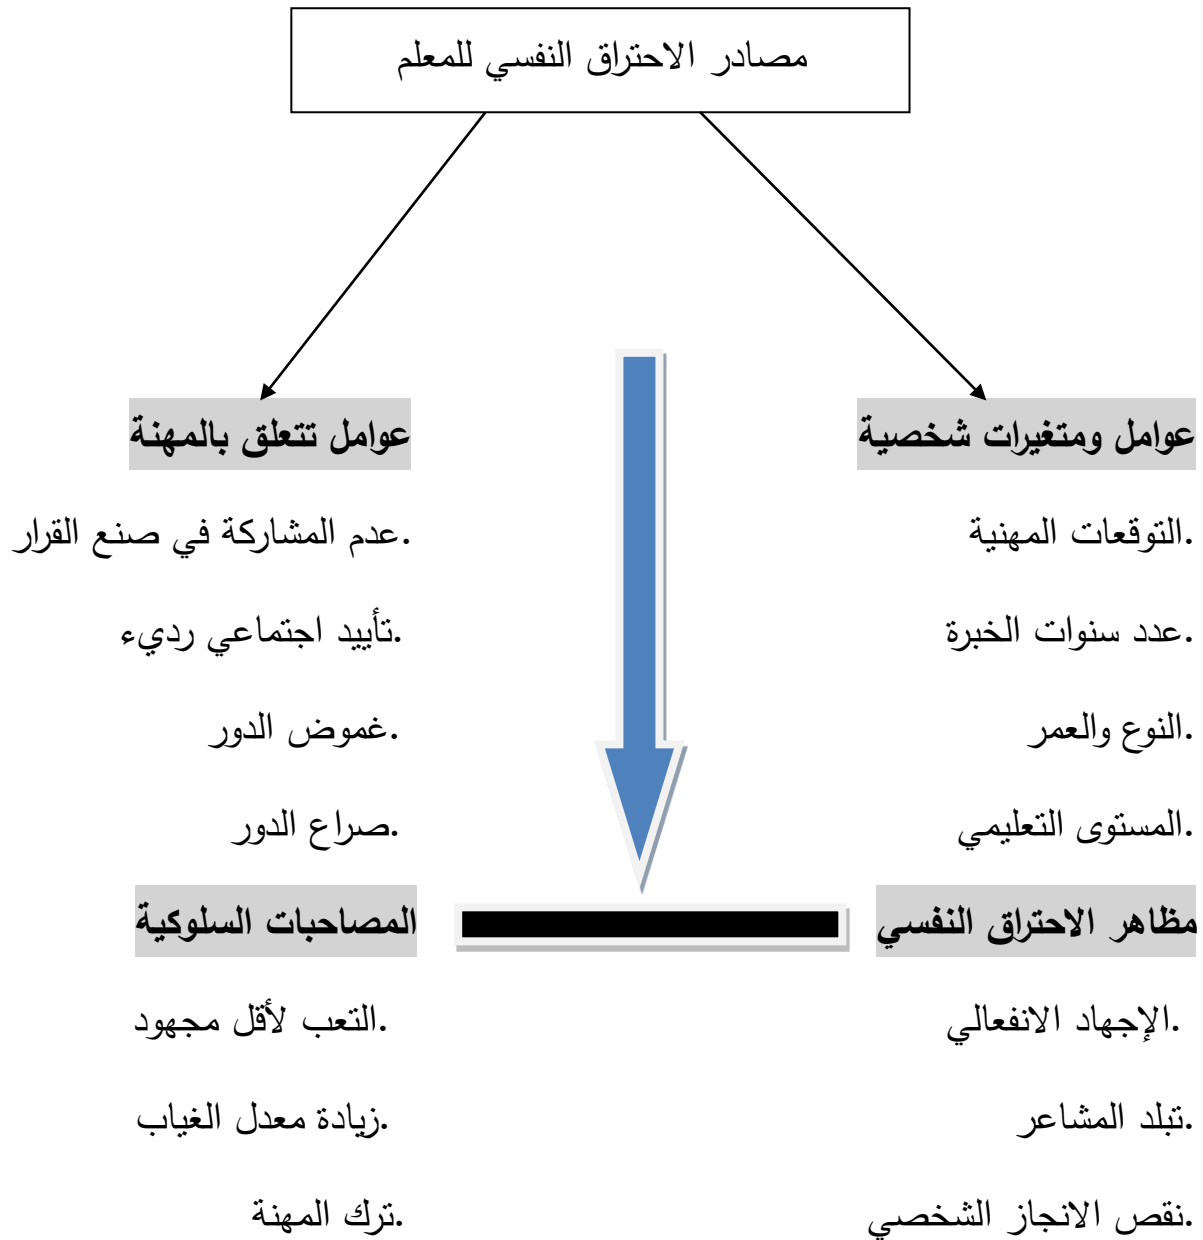 مصادر الاحتراق النفسي للمعلم
عوامل ومتغيرات شخصية
.التوقعات المهنية
.عدد سنوات الخبرة
.النوع والعمر
.المستوى التعليمي
عوامل تتعلق بالمهنة
.عدم المشاركة في صنع القرار
.تأييد اجتماعي رديء
.غموض الدور
.صراع الدور
مظاهر الاحتراق النفسي
.الإجهاد الانفعالي
.تبلد المشاعر
.نقص الانجاز الشخصي
المصاحبات السلوكية
.التعب لأقل مجهود
.زيادة معدل الغياب
.ترك المهنة